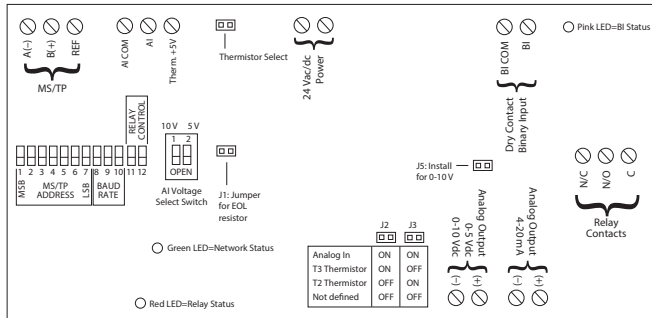 A(–)
B(+)
REF
MS/TP
AI COM
AI
Therm. +5V
Thermistor Select
24 Vac/dc
Power
BI COM
BI
Dry Contact
Binary Input
Pink LED=BI Status
RELAY
CONTROL
1 2 3 4 5 6 7 8 9 10 11 12
MSB
MS/TP
ADDRESS
LSB
BAUD
RATE
10 V 5 V
1 2
OPEN
AI Voltage
Select Switch
J1: Jumper
for EOL
resistor
J5: Install
for 0-10 V
N/C
N/O
C
Relay
Contacts
Green LED=Network Status
Red LED=Relay Status
J2 J3
Analog In ON ON
T3 Thermistor ON OFF
T2 Thermistor OFF ON
Not defined OFF OFF
Analog Output
0-5 Vdc
0-10 Vdc
(–)
(+)
Analog Output
4-20 mA
(–)
(+)